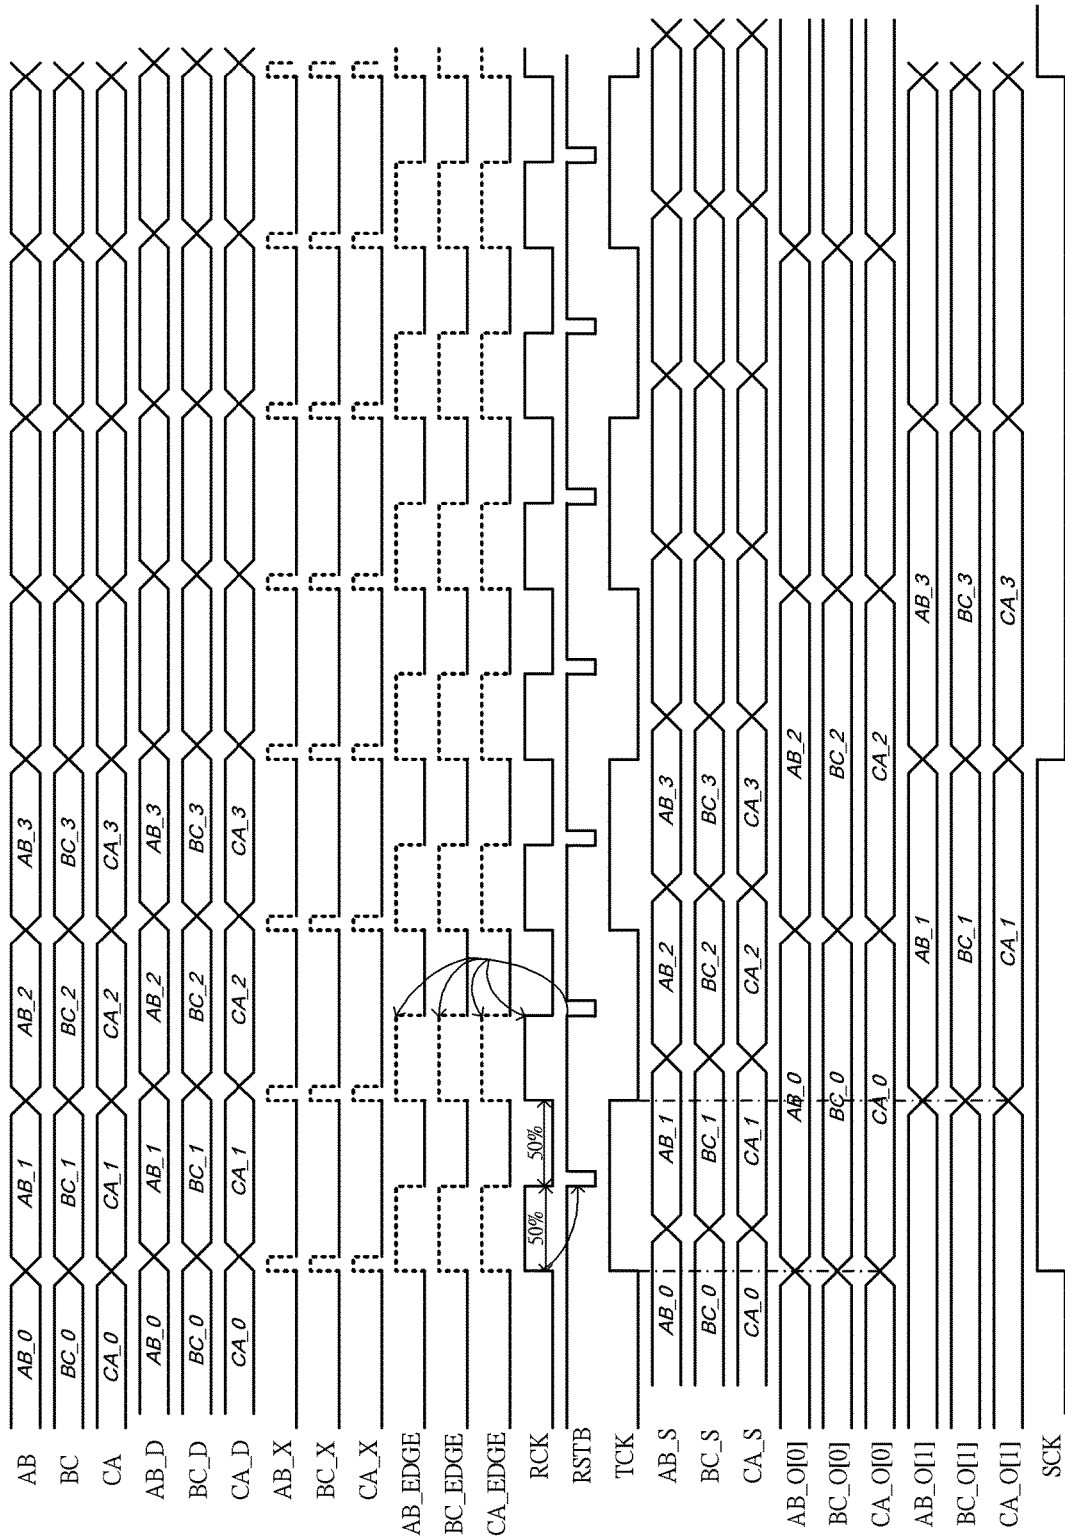 AB AB_0 AB_1 AB_2 AB_3
BC BC_0 BC_1 BC_2 BC_3
CA CA_0 CA_1 CA_2 CA_3
AB_D AB_0 AB_1 AB_2 AB_3
BC_D BC_0 BC_1 BC_2 BC_3
CA_D CA_0 CA_1 CA_2 CA_3
AB_X
BC_X
CA_X
AB_EDGE
BC_EDGE
CA_EDGE
RCK 50% 50%
RSTB
TCK
AB_S AB_0 AB_1 AB_2 AB_3
BC_S BC_0 BC_1 BC_2 BC_3
CA_S CA_0 CA_1 CA_2 CA_3
AB_O[0] AB_0 AB_2
BC_O[0] BC_0 BC_2
CA_O[0] CA_0 CA_2
AB_O[1] AB_1 AB_3
BC_O[1] BC_1 BC_3
CA_O[1] CA_1 CA_3
SCK